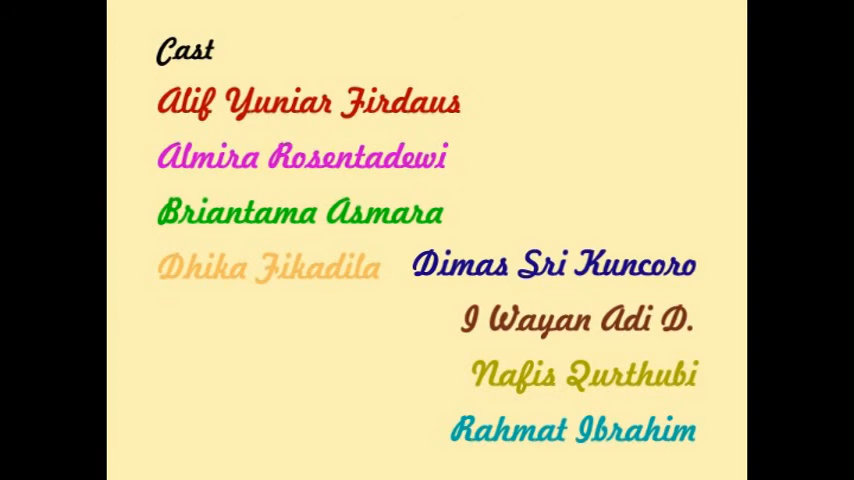 Cast
Alif Yuniar Firdaus
Almira Rosentadewi
Briantama Asmara
Dhika Fikadila
Dimas Sri Kuncoro
I Wayan Adi D.
Nafis Qurthubi
Rahmat Ibrahim